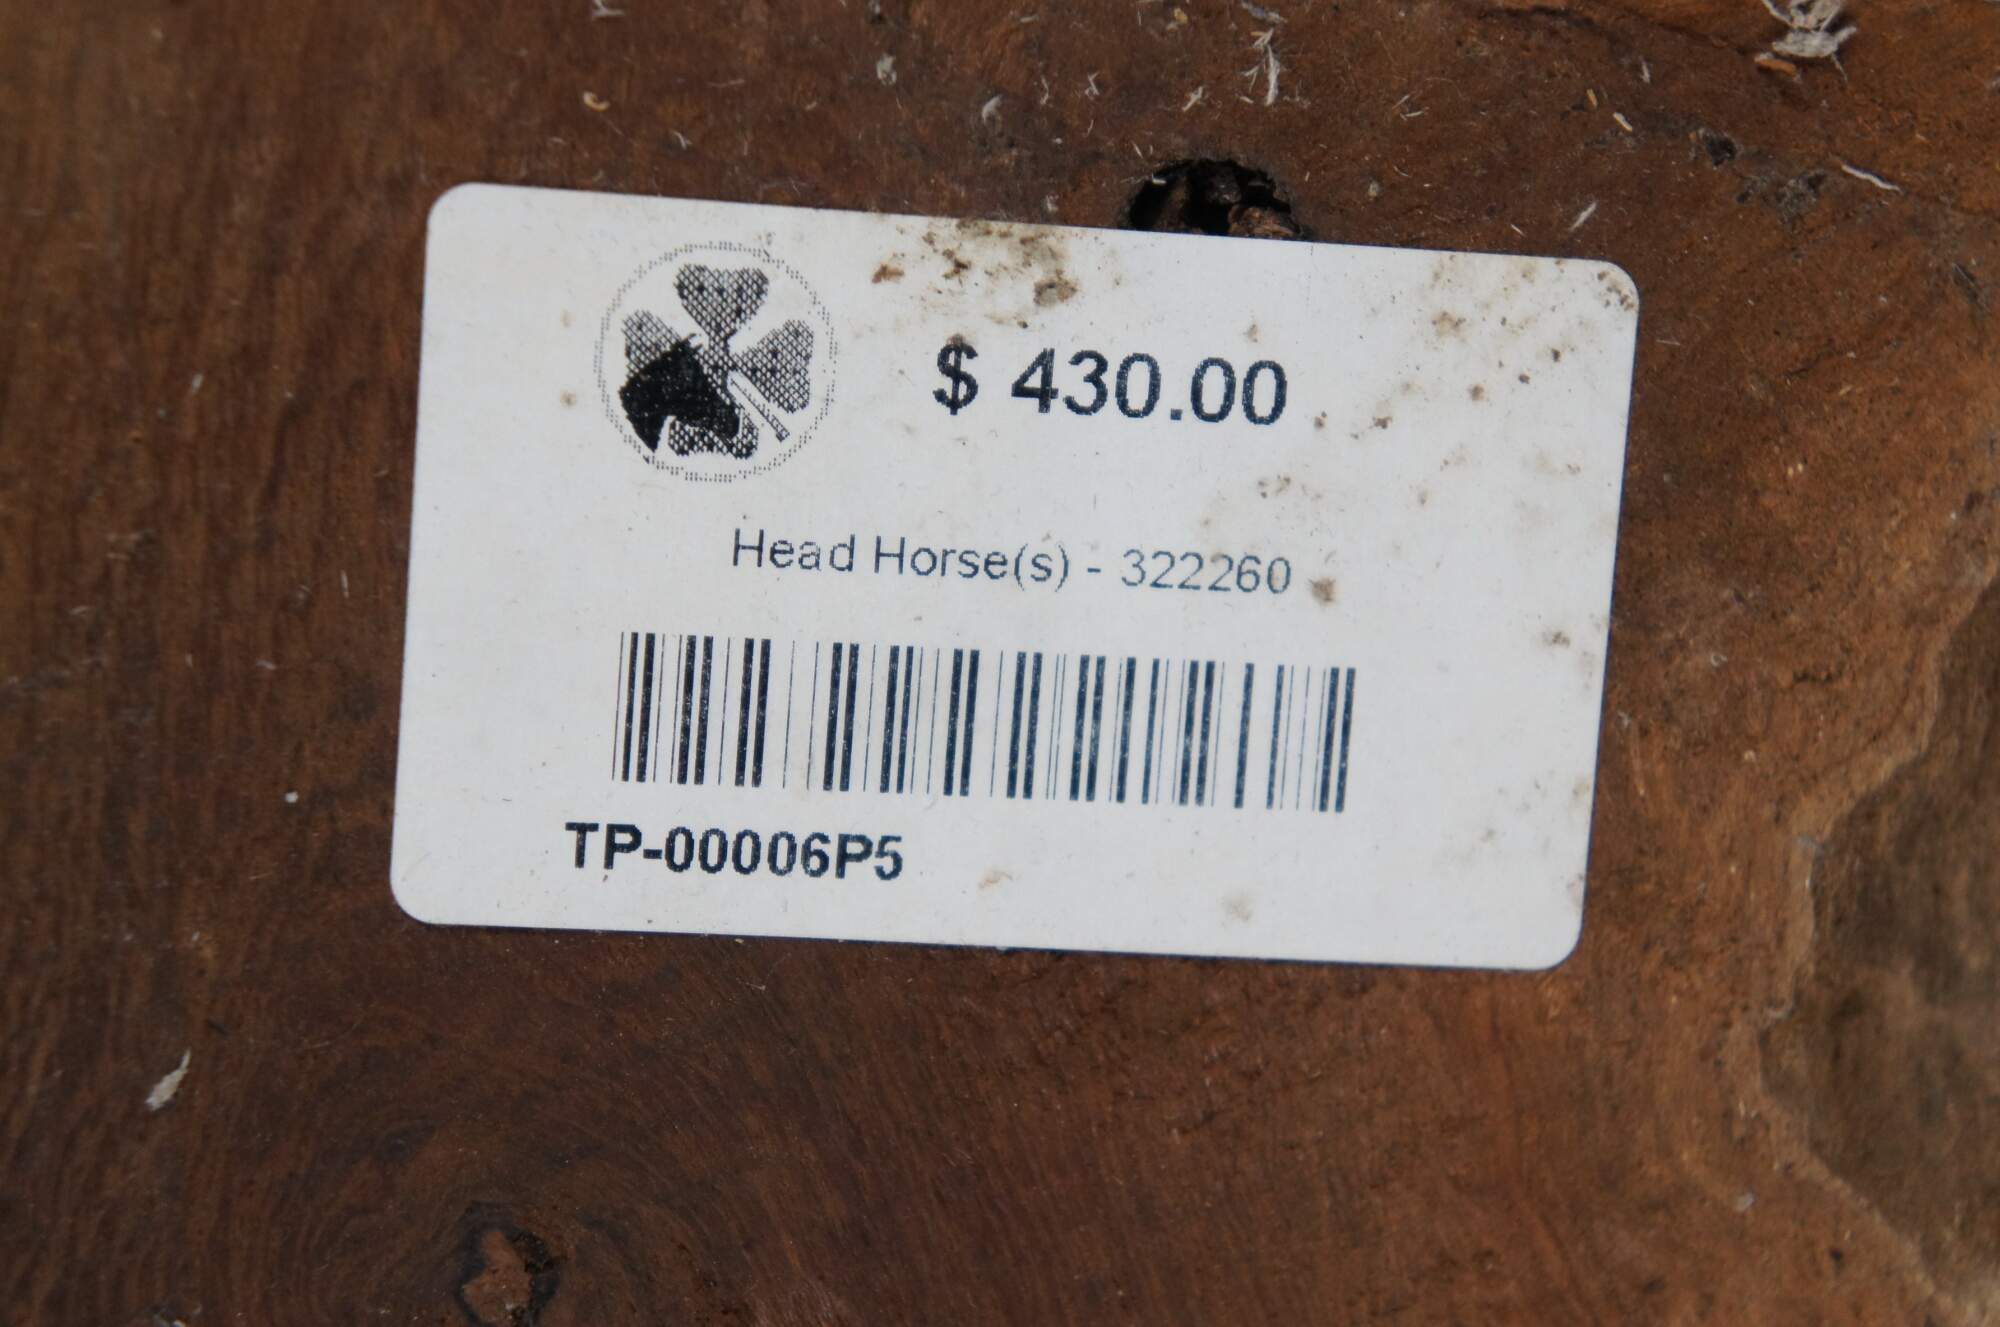 $ 430.00
Head Horse(s) - 322260
TP-00006P5